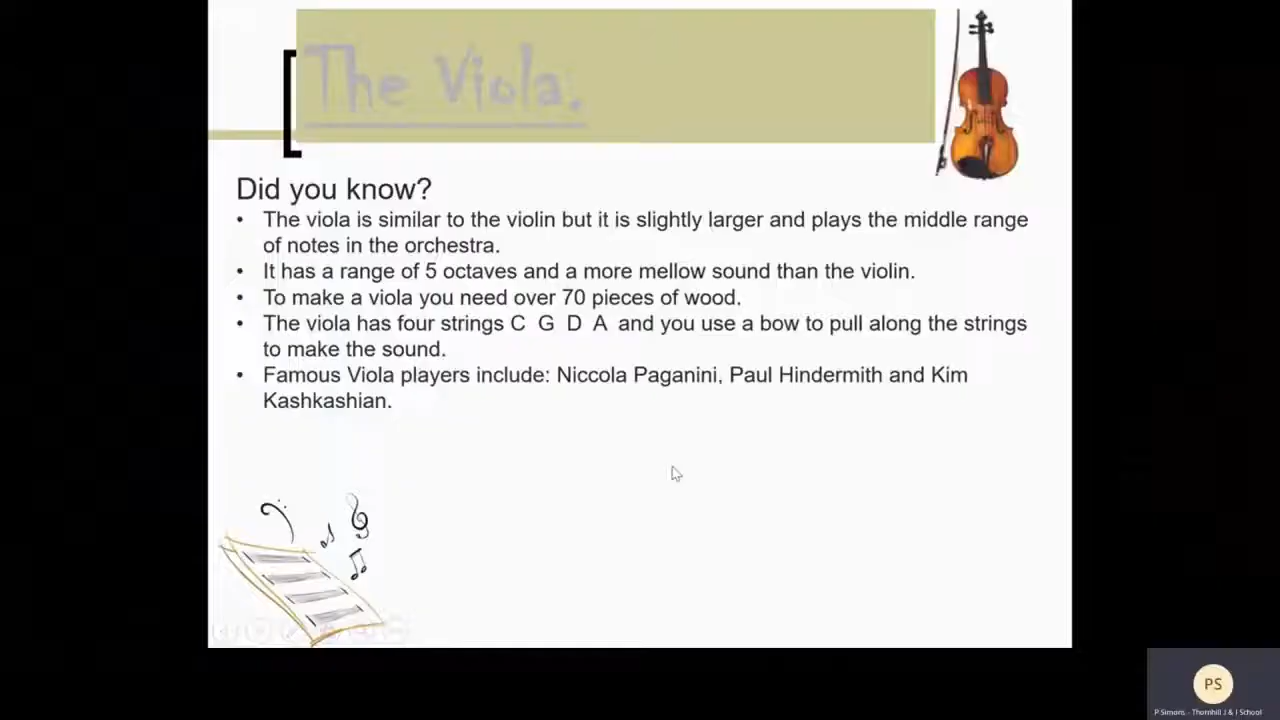 The Viola.
Did you know?
• The viola is similar to the violin but it is slightly larger and plays the middle range
of notes in the orchestra.
• It has a range of 5 octaves and a more mellow sound than the violin.
• To make a viola you need over 70 pieces of wood.
• The viola has four strings C G D A and you use a bow to pull along the strings
to make the sound.
• Famous Viola players include: Niccola Paganini, Paul Hindermith and Kim
Kashkashian.
PS
P Simons - Thornhill J & I School